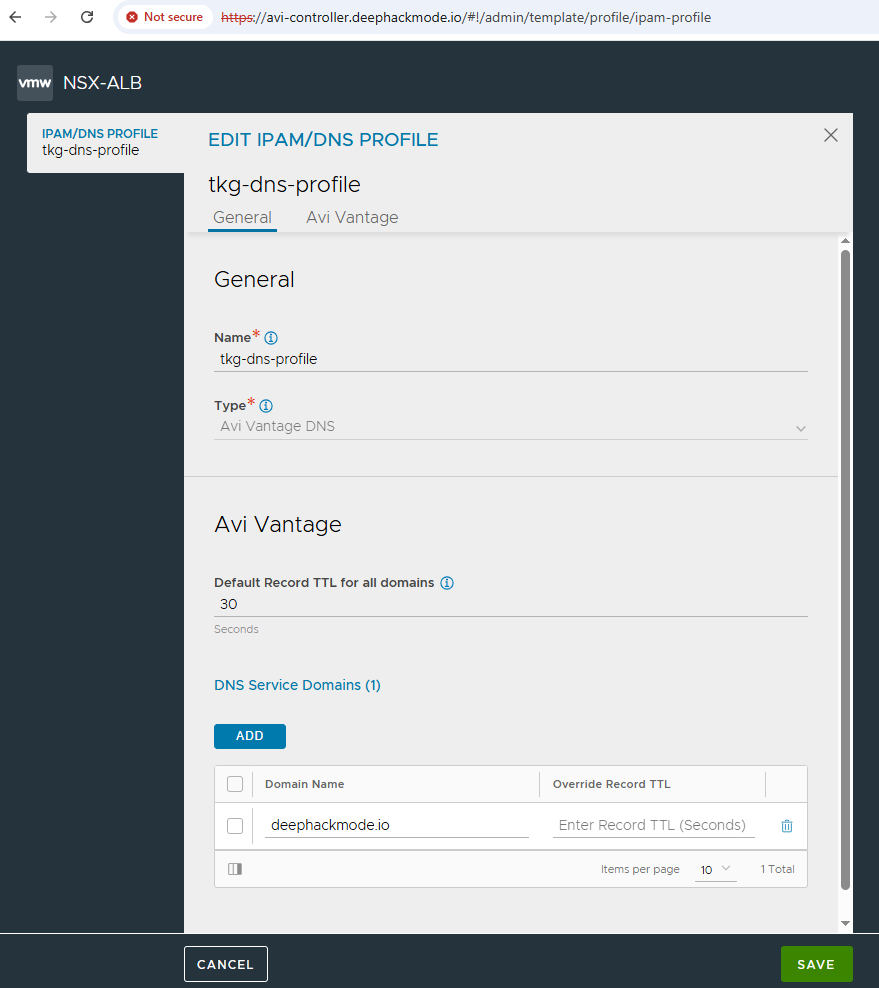 Not secure https://avi-controller.deephackmode.io/#!/admin/template/profile/ipam-profile
vmw NSX-ALB
IPAM/DNS PROFILE
tkg-dns-profile
EDIT IPAM/DNS PROFILE
tkg-dns-profile
General Avi Vantage
General
Name*
tkg-dns-profile
Type*
Avi Vantage DNS
Avi Vantage
Default Record TTL for all domains
30
Seconds
DNS Service Domains (1)
ADD
Domain Name Override Record TTL
deephackmode.io Enter Record TTL (Seconds)
Items per page 10 1 Total
CANCEL SAVE